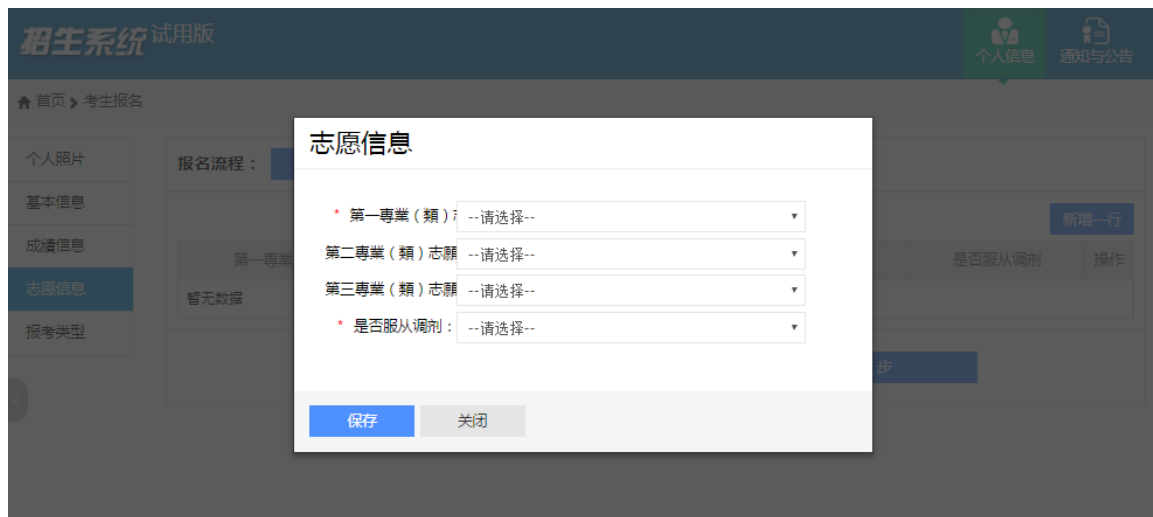 招生系统 试用版
个人信息
通知与公告
首页 考生报名
个人照片
基本信息
成绩信息
志愿信息
报考类型
报名流程：
新增一行
第一專業
是否服从调剂
操作
暂无数据
步
志愿信息
* 第一專業（類）志 --请选择--
第二專業（類）志願 --请选择--
第三專業（類）志願 --请选择--
* 是否服从调剂： --请选择--
保存
关闭